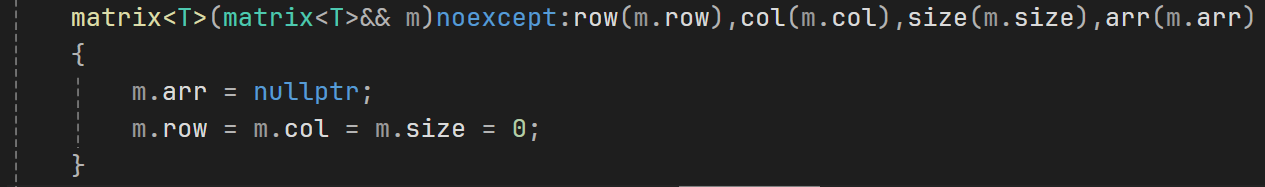 matrix<T>(matrix<T>&& m)noexcept:row(m.row),col(m.col),size(m.size),arr(m.arr)
{
m.arr = nullptr;
m.row = m.col = m.size = 0;
}